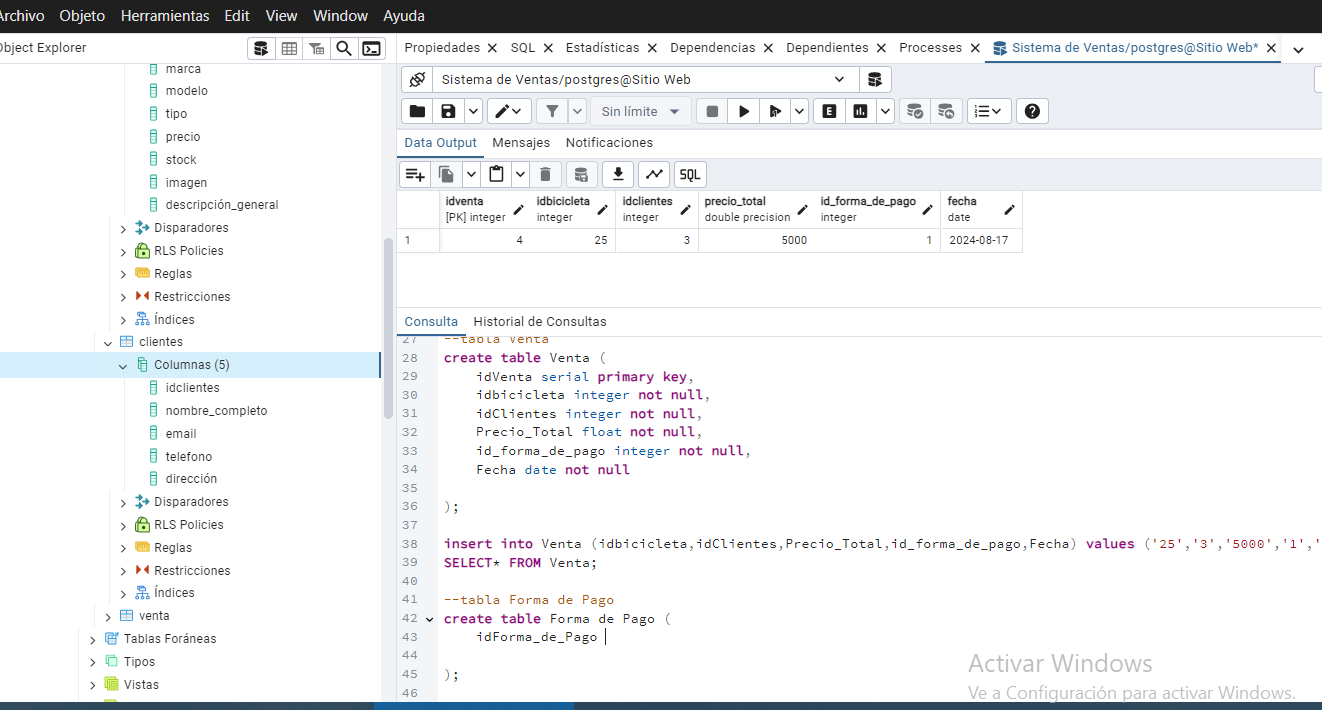 Archivo Objeto Herramientas Edit View Window Ayuda
Object Explorer
Propiedades SQL Estadísticas Dependencias Dependientes Processes Sistema de Ventas/postgres@Sitio Web*
marca
modelo
tipo
precio
stock
imagen
descripción_general
Disparadores
RLS Policies
Reglas
Restricciones
Índices
clientes
Columnas (5)
idclientes
nombre_completo
email
telefono
dirección
Disparadores
RLS Policies
Reglas
Restricciones
Índices
venta
Tablas Foráneas
Tipos
Vistas
Sistema de Ventas/postgres@Sitio Web
Sin límite
E
Data Output Mensajes Notificaciones
SQL
idventa idbicicleta idclientes precio_total id_forma_de_pago fecha
[PK] integer integer integer double precision integer date
1 4 25 3 5000 1 2024-08-17
Consulta Historial de Consultas
27 --tabla Venta
28 create table Venta (
29 idVenta serial primary key,
30 idbicicleta integer not null,
31 idClientes integer not null,
32 Precio_Total float not null,
33 id_forma_de_pago integer not null,
34 Fecha date not null
35
36 );
37
38 insert into Venta (idbicicleta,idClientes,Precio_Total,id_forma_de_pago,Fecha) values ('25','3','5000','1','
39 SELECT* FROM Venta;
40
41 --tabla Forma de Pago
42 create table Forma de Pago (
43 idForma_de_Pago
44
45 );
46
Activar Windows
Ve a Configuración para activar Windows.